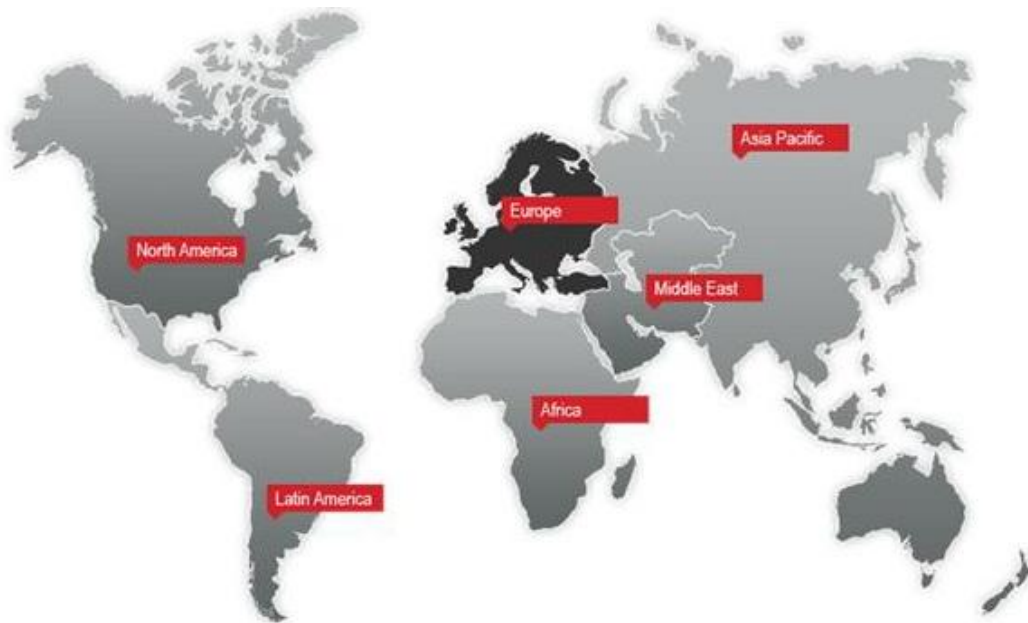 Asia Pacific
Europe
North America
Middle East
Africa
Latin America